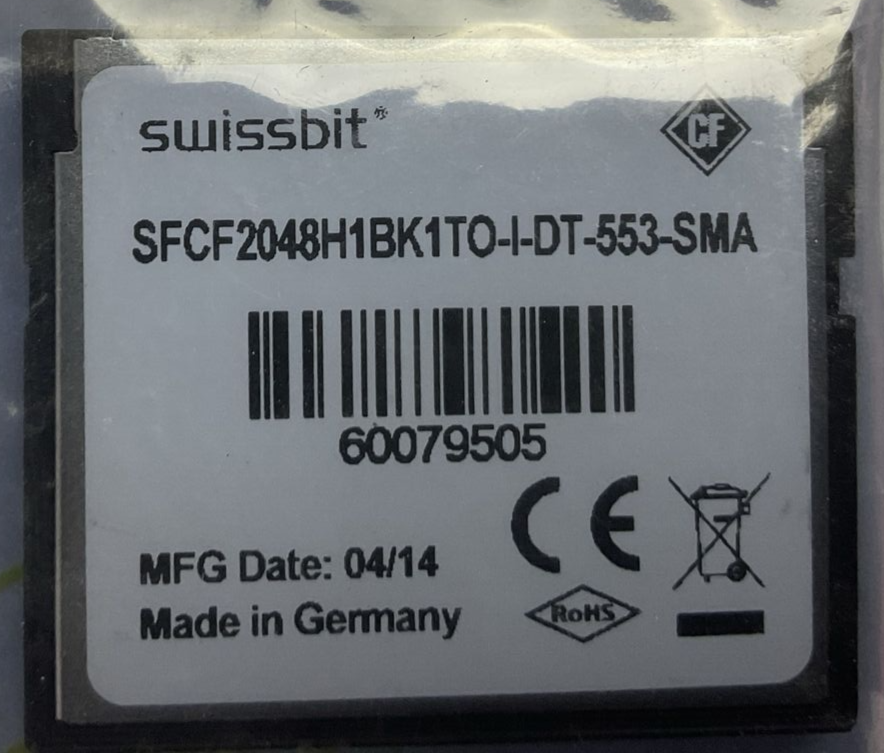 swissbit®
CF
SFCF2048H1BK1TO-I-DT-553-SMA
60079505
CE
MFG Date: 04/14
RoHS
Made in Germany